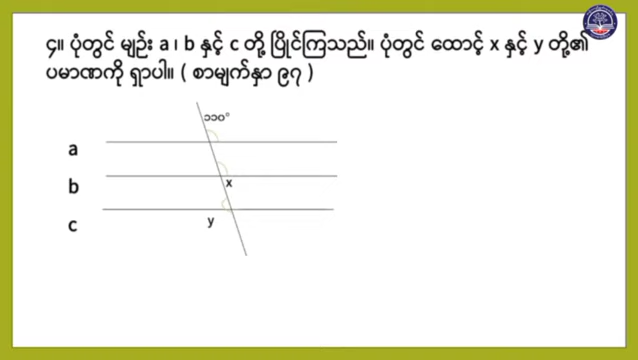 ၄။ ပုံတွင် မျဉ်း a ၊ b နှင့် c တို့ ပြိုင်ကြသည်။ ပုံတွင် ထောင့် x နှင့် y တို့၏
ပမာဏကို ရှာပါ။ ( စာမျက်နှာ ၉၇ )
၁၁၀°
a
b
x
c
y